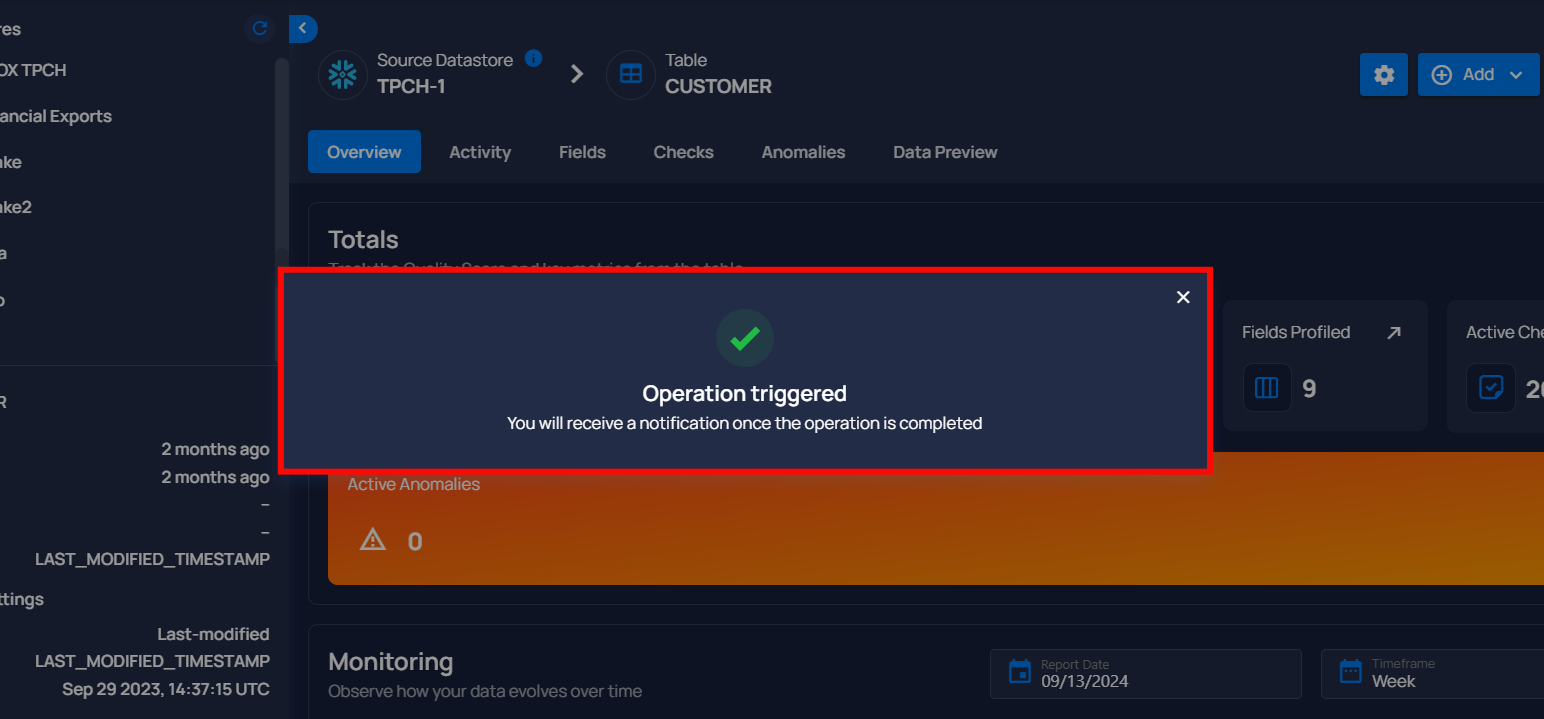 res
OX TPCH
ancial Exports
ake
ake2
a
o
R
2 months ago
2 months ago
–
–
LAST_MODIFIED_TIMESTAMP
ttings
Last-modified
LAST_MODIFIED_TIMESTAMP
Sep 29 2023, 14:37:15 UTC
Source Datastore
TPCH-1
Table
CUSTOMER
Add
Overview
Activity
Fields
Checks
Anomalies
Data Preview
Totals
Track the Quality Score and key metrics from the table
Operation triggered
You will receive a notification once the operation is completed
Fields Profiled
9
Active Che
20
Active Anomalies
0
Monitoring
Observe how your data evolves over time
Report Date
09/13/2024
Timeframe
Week